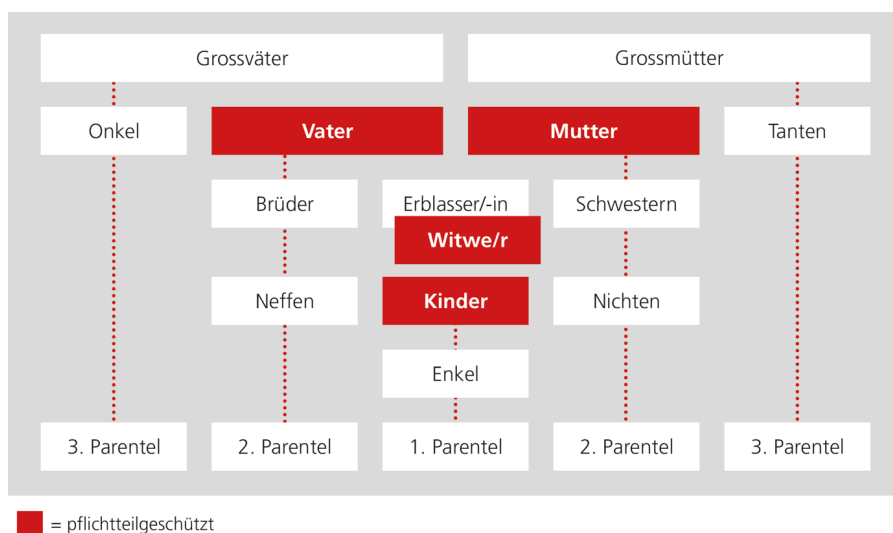 Grossväter
Grossmütter
Onkel
Vater
Mutter
Tanten
Brüder
Erblasser/-in
Schwestern
Witwe/r
Neffen
Kinder
Nichten
Enkel
3. Parentel
2. Parentel
1. Parentel
2. Parentel
3. Parentel
= pflichtteilgeschützt